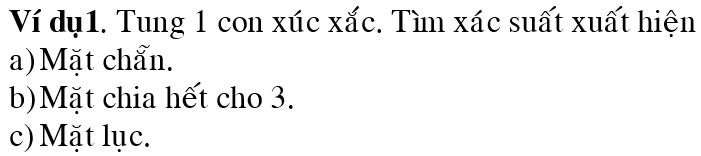 Ví dụ1. Tung 1 con xúc xắc. Tìm xác suất xuất hiện
a)Mặt chẵn.
b)Mặt chia hết cho 3.
c)Mặt lục.